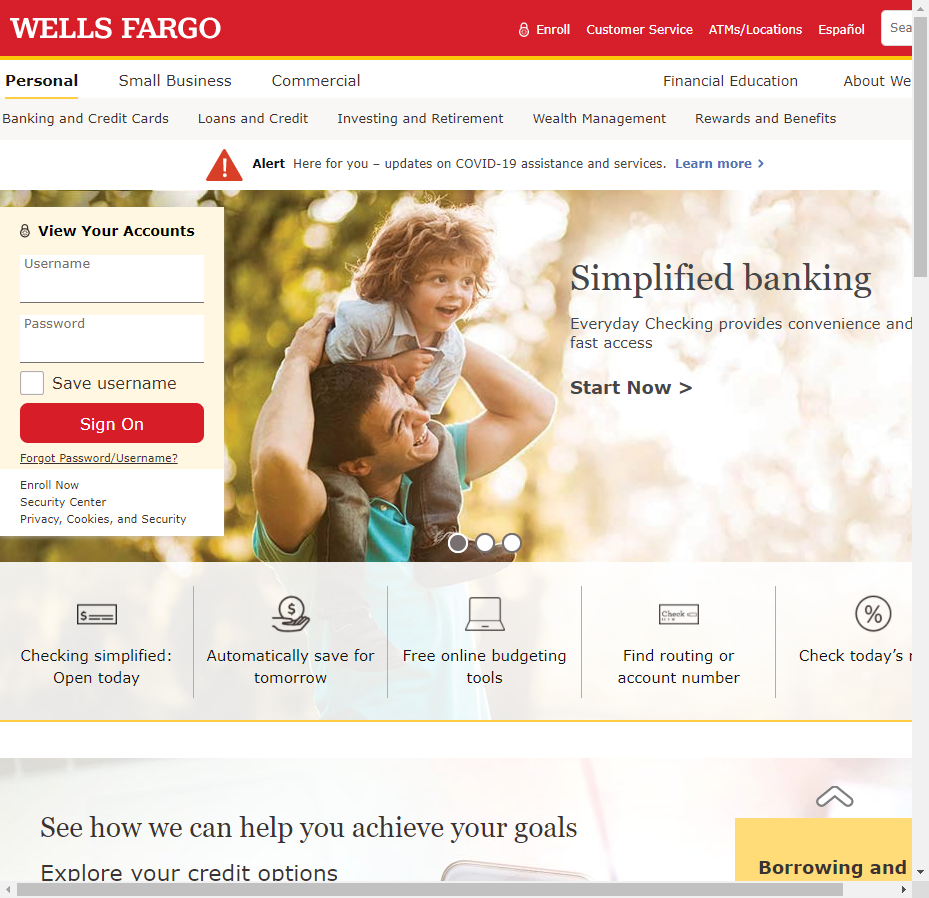 WELLS FARGO
Enroll Customer Service ATMs/Locations Español Sea
Personal Small Business Commercial Financial Education About We
Banking and Credit Cards Loans and Credit Investing and Retirement Wealth Management Rewards and Benefits
Alert Here for you – updates on COVID-19 assistance and services. Learn more >
View Your Accounts
Username
Password
Save username
Sign On
Forgot Password/Username?
Enroll Now
Security Center
Privacy, Cookies, and Security
Simplified banking
Everyday Checking provides convenience and
fast access
Start Now >
$
Checking simplified:
Open today
$
Automatically save for
tomorrow
Free online budgeting
tools
Check
Find routing or
account number
%
Check today's
See how we can help you achieve your goals
Explore your credit options
Borrowing and